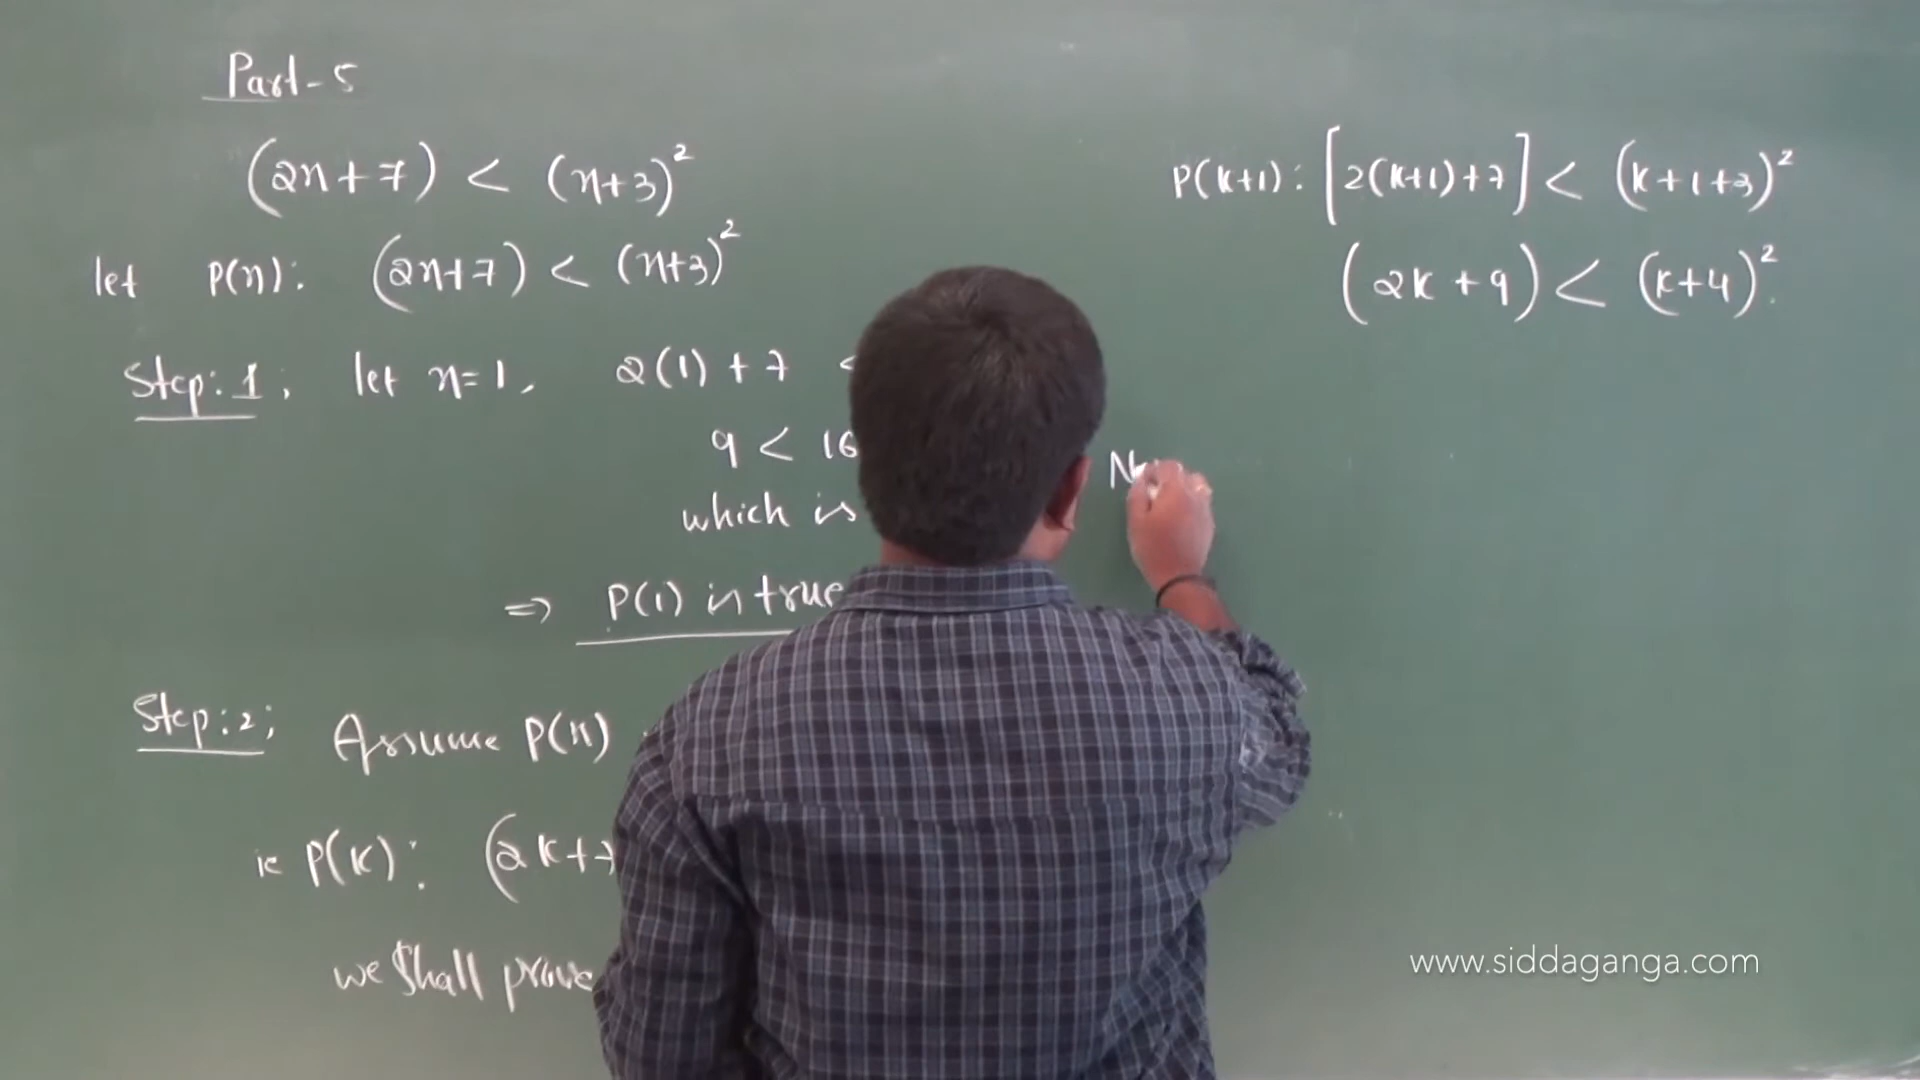 Part-5
(2n+7) < (n+3)²
let P(n): (2n+7) < (n+3)²
Step:1; let n=1, 2(1)+7 <
9 < 16
which is
⇒ P(1) is true
Step:2; Assume P(n)
ie P(k): (2k+7
we shall prove
P(k+1): [2(k+1)+7] < (k+1+3)²
(2k+9) < (k+4)².
www.siddaganga.com